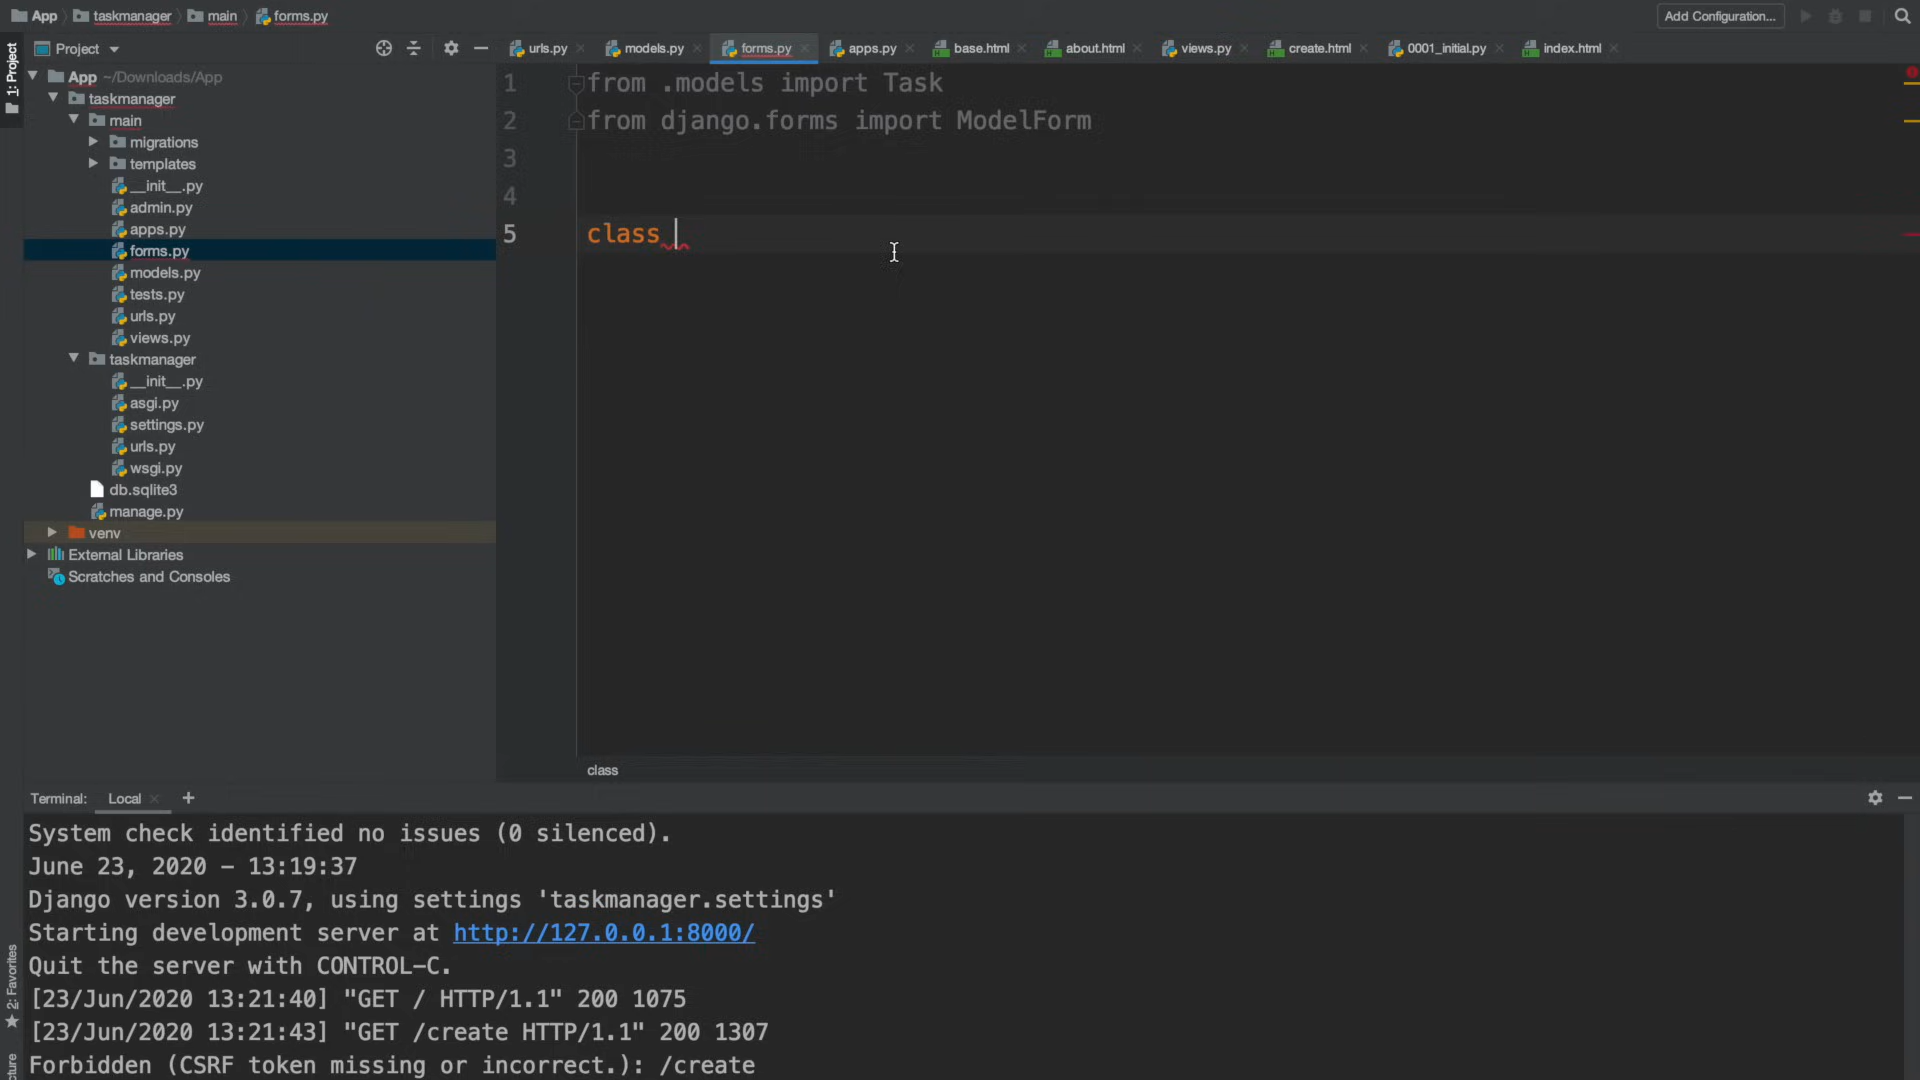 App taskmanager main forms.py
Add Configuration...
Project
urls.py models.py forms.py apps.py base.html about.html views.py create.html 0001_initial.py index.html
1: Project
App ~/Downloads/App
taskmanager
main
migrations
templates
__init__.py
admin.py
apps.py
forms.py
models.py
tests.py
urls.py
views.py
taskmanager
__init__.py
asgi.py
settings.py
urls.py
wsgi.py
db.sqlite3
manage.py
venv
External Libraries
Scratches and Consoles
1 from .models import Task
2 from django.forms import ModelForm
3
4
5 class
class
Terminal: Local +
System check identified no issues (0 silenced).
June 23, 2020 - 13:19:37
Django version 3.0.7, using settings 'taskmanager.settings'
Starting development server at http://127.0.0.1:8000/
Quit the server with CONTROL-C.
[23/Jun/2020 13:21:40] "GET / HTTP/1.1" 200 1075
[23/Jun/2020 13:21:43] "GET /create HTTP/1.1" 200 1307
Forbidden (CSRF token missing or incorrect.): /create
2: Favorites